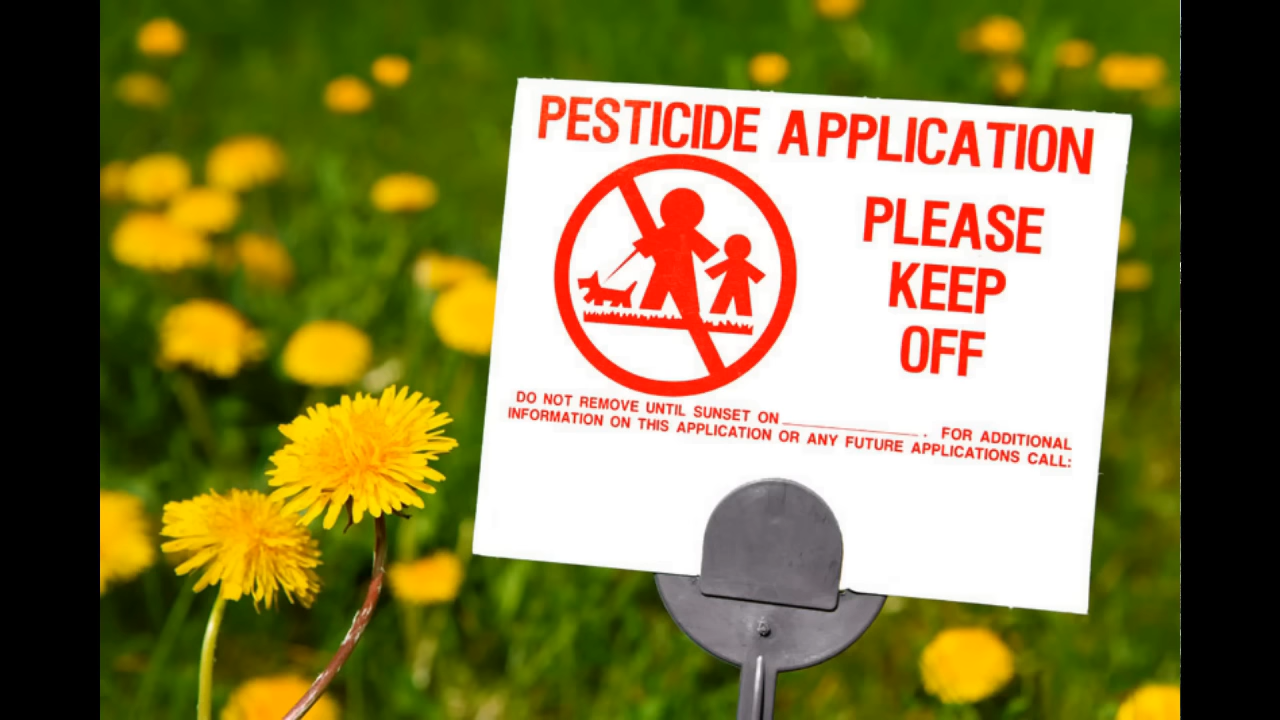 PESTICIDE APPLICATION
PLEASE
KEEP
OFF
DO NOT REMOVE UNTIL SUNSET ON ______________. FOR ADDITIONAL
INFORMATION ON THIS APPLICATION OR ANY FUTURE APPLICATIONS CALL: